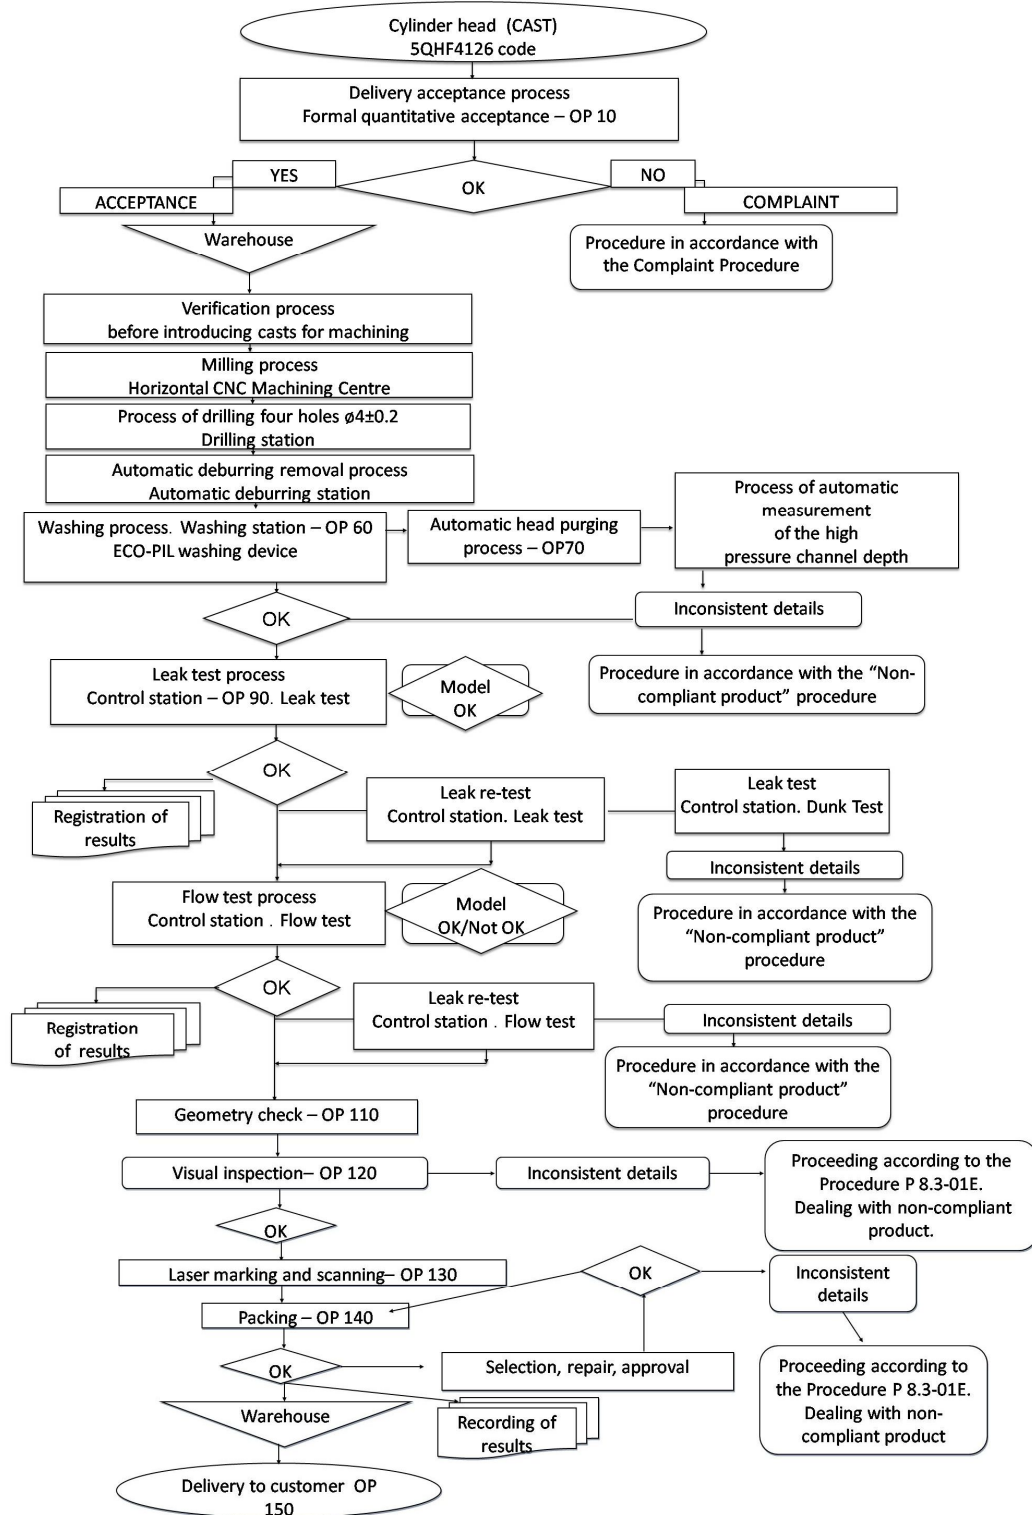 Cylinder head (CAST)
5QHF4126 code
Delivery acceptance process
Formal quantitative acceptance – OP 10
YES
OK
NO
ACCEPTANCE
COMPLAINT
Warehouse
Procedure in accordance with
the Complaint Procedure
Verification process
before introducing casts for machining
Milling process
Horizontal CNC Machining Centre
Process of drilling four holes ø4±0.2
Drilling station
Automatic deburring removal process
Automatic deburring station
Washing process. Washing station – OP 60
ECO-PIL washing device
Automatic head purging
process – OP70
Process of automatic
measurement
of the high
pressure channel depth
OK
Inconsistent details
Procedure in accordance with the “Non-
compliant product” procedure
Leak test process
Control station – OP 90. Leak test
Model
OK
OK
Registration of
results
Leak re-test
Control station. Leak test
Leak test
Control station. Dunk Test
Inconsistent details
Procedure in accordance with the
“Non-compliant product”
procedure
Flow test process
Control station . Flow test
Model
OK/Not OK
OK
Registration
of results
Leak re-test
Control station . Flow test
Inconsistent details
Procedure in accordance with the
“Non-compliant product”
procedure
Geometry check – OP 110
Visual inspection– OP 120
Inconsistent details
Proceeding according to the
Procedure P 8.3-01E.
Dealing with non-compliant
product.
OK
Laser marking and scanning– OP 130
OK
Inconsistent
details
Packing – OP 140
OK
Selection, repair, approval
Proceeding according to
the Procedure P 8.3-01E.
Dealing with non-
compliant product
Warehouse
Recording of
results
Delivery to customer OP
150